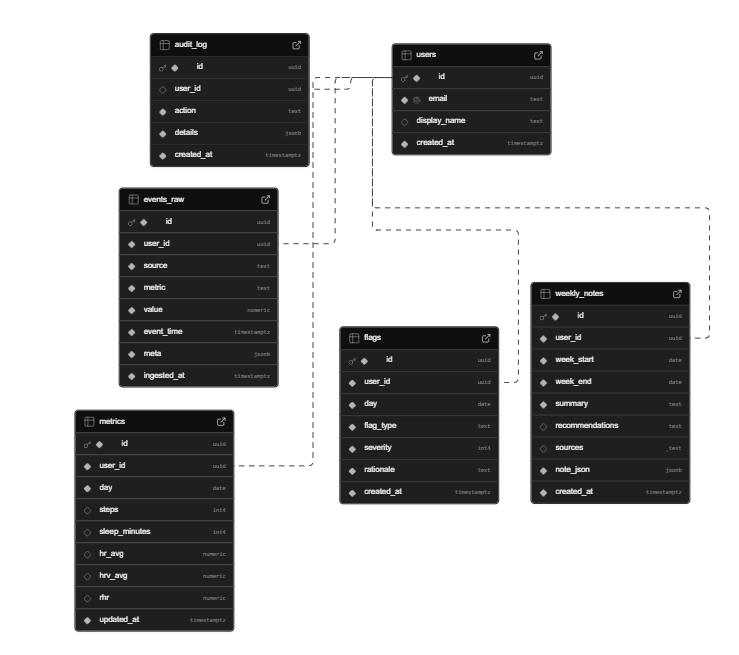 audit_log
id uuid
user_id uuid
action text
details jsonb
created_at timestamptz
users
id uuid
email text
display_name text
created_at timestamptz
events_raw
id uuid
user_id uuid
source text
metric text
value numeric
event_time timestamptz
meta jsonb
ingested_at timestamptz
weekly_notes
id uuid
user_id uuid
week_start date
week_end date
summary text
recommendations text
sources _text
note_json jsonb
created_at timestamptz
flags
id uuid
user_id uuid
day date
flag_type text
severity int4
rationale text
created_at timestamptz
metrics
id uuid
user_id uuid
day date
steps int4
sleep_minutes int4
hr_avg numeric
hrv_avg numeric
rhr numeric
updated_at timestamptz